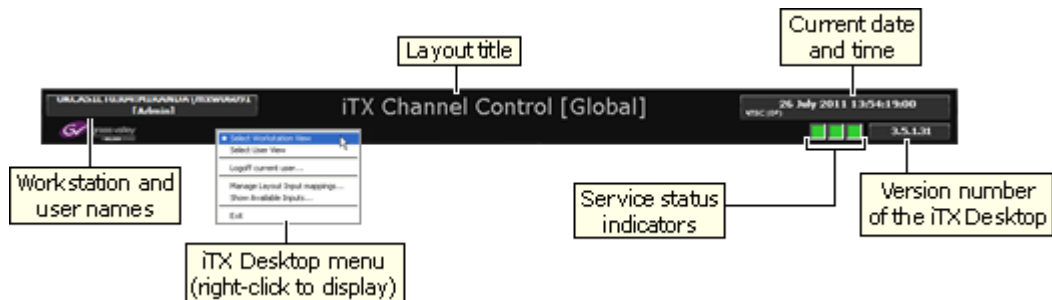 Current date
and time
Layout title
[Admin]
iTX Channel Control [Global]
26 July 2011 13:54:19:00
3.5.1.31
Select Workstation View
Select User View
Logoff current user...
Manage Layout Input mappings...
Show Available Inputs...
Exit
Workstation and
user names
Service status
indicators
Version number
of the iTX Desktop
iTX Desktop menu
(right-click to display)